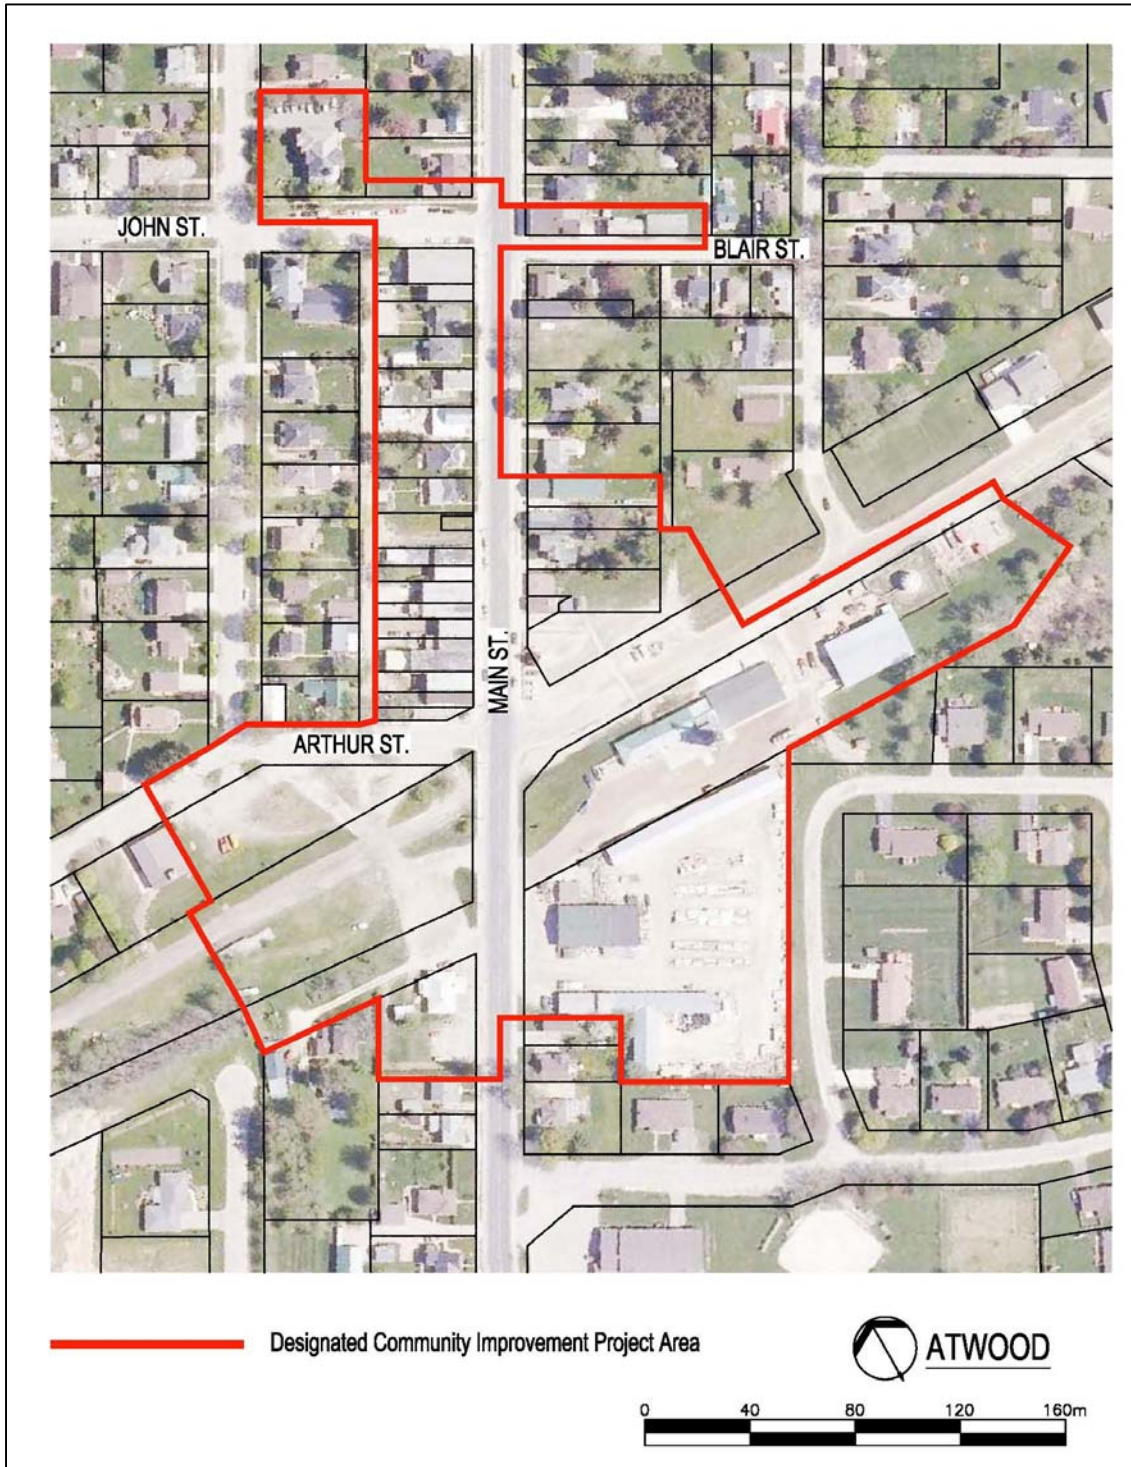 JOHN ST.
BLAIR ST.
MAIN ST.
ARTHUR ST.
Designated Community Improvement Project Area
ATWOOD
0 40 80 120 160m